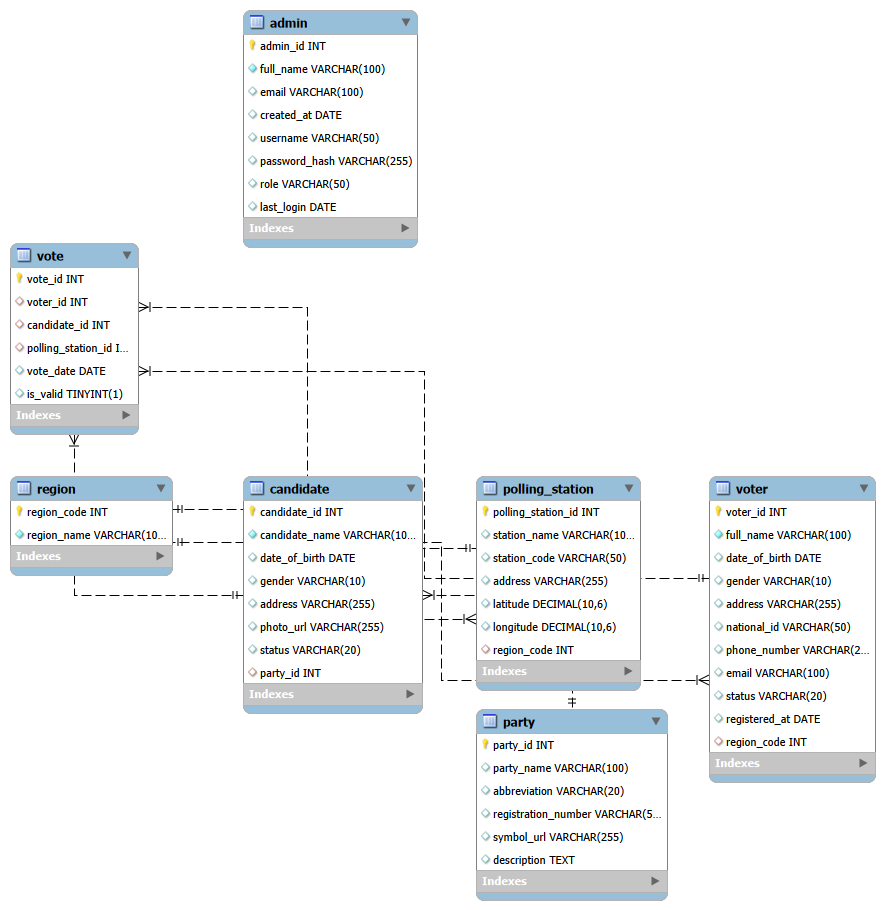 admin
admin_id INT
full_name VARCHAR(100)
email VARCHAR(100)
created_at DATE
username VARCHAR(50)
password_hash VARCHAR(255)
role VARCHAR(50)
last_login DATE
Indexes
vote
vote_id INT
voter_id INT
candidate_id INT
polling_station_id I...
vote_date DATE
is_valid TINYINT(1)
Indexes
region
region_code INT
region_name VARCHAR(10...
Indexes
candidate
candidate_id INT
candidate_name VARCHAR(10...
date_of_birth DATE
gender VARCHAR(10)
address VARCHAR(255)
photo_url VARCHAR(255)
status VARCHAR(20)
party_id INT
Indexes
polling_station
polling_station_id INT
station_name VARCHAR(10...
station_code VARCHAR(50)
address VARCHAR(255)
latitude DECIMAL(10,6)
longitude DECIMAL(10,6)
region_code INT
Indexes
voter
voter_id INT
full_name VARCHAR(100)
date_of_birth DATE
gender VARCHAR(10)
address VARCHAR(255)
national_id VARCHAR(50)
phone_number VARCHAR(2...
email VARCHAR(100)
status VARCHAR(20)
registered_at DATE
region_code INT
Indexes
party
party_id INT
party_name VARCHAR(100)
abbreviation VARCHAR(20)
registration_number VARCHAR(5...
symbol_url VARCHAR(255)
description TEXT
Indexes